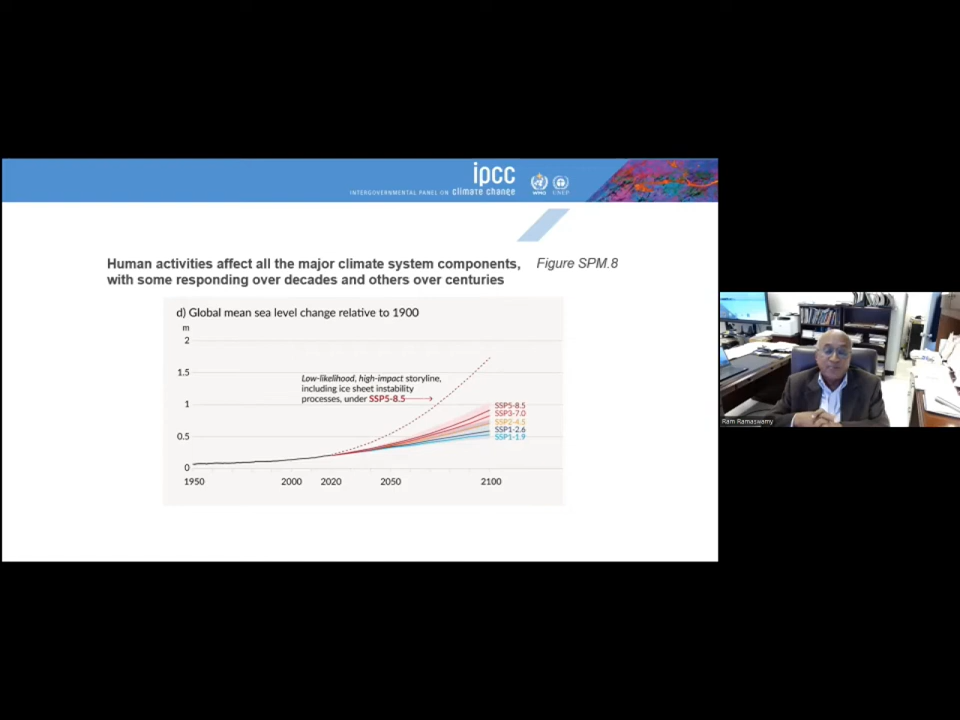 ipcc
INTERGOVERNMENTAL PANEL ON climate change
WMO
UNEP
Human activities affect all the major climate system components,
with some responding over decades and others over centuries
Figure SPM.8
d) Global mean sea level change relative to 1900
m
2
1.5
Low-likelihood, high-impact storyline,
including ice sheet instability
processes, under SSP5-8.5
1
SSP5-8.5
SSP3-7.0
SSP2-4.5
SSP1-2.6
SSP1-1.9
0.5
0
1950 2000 2020 2050 2100
Ram Ramaswamy